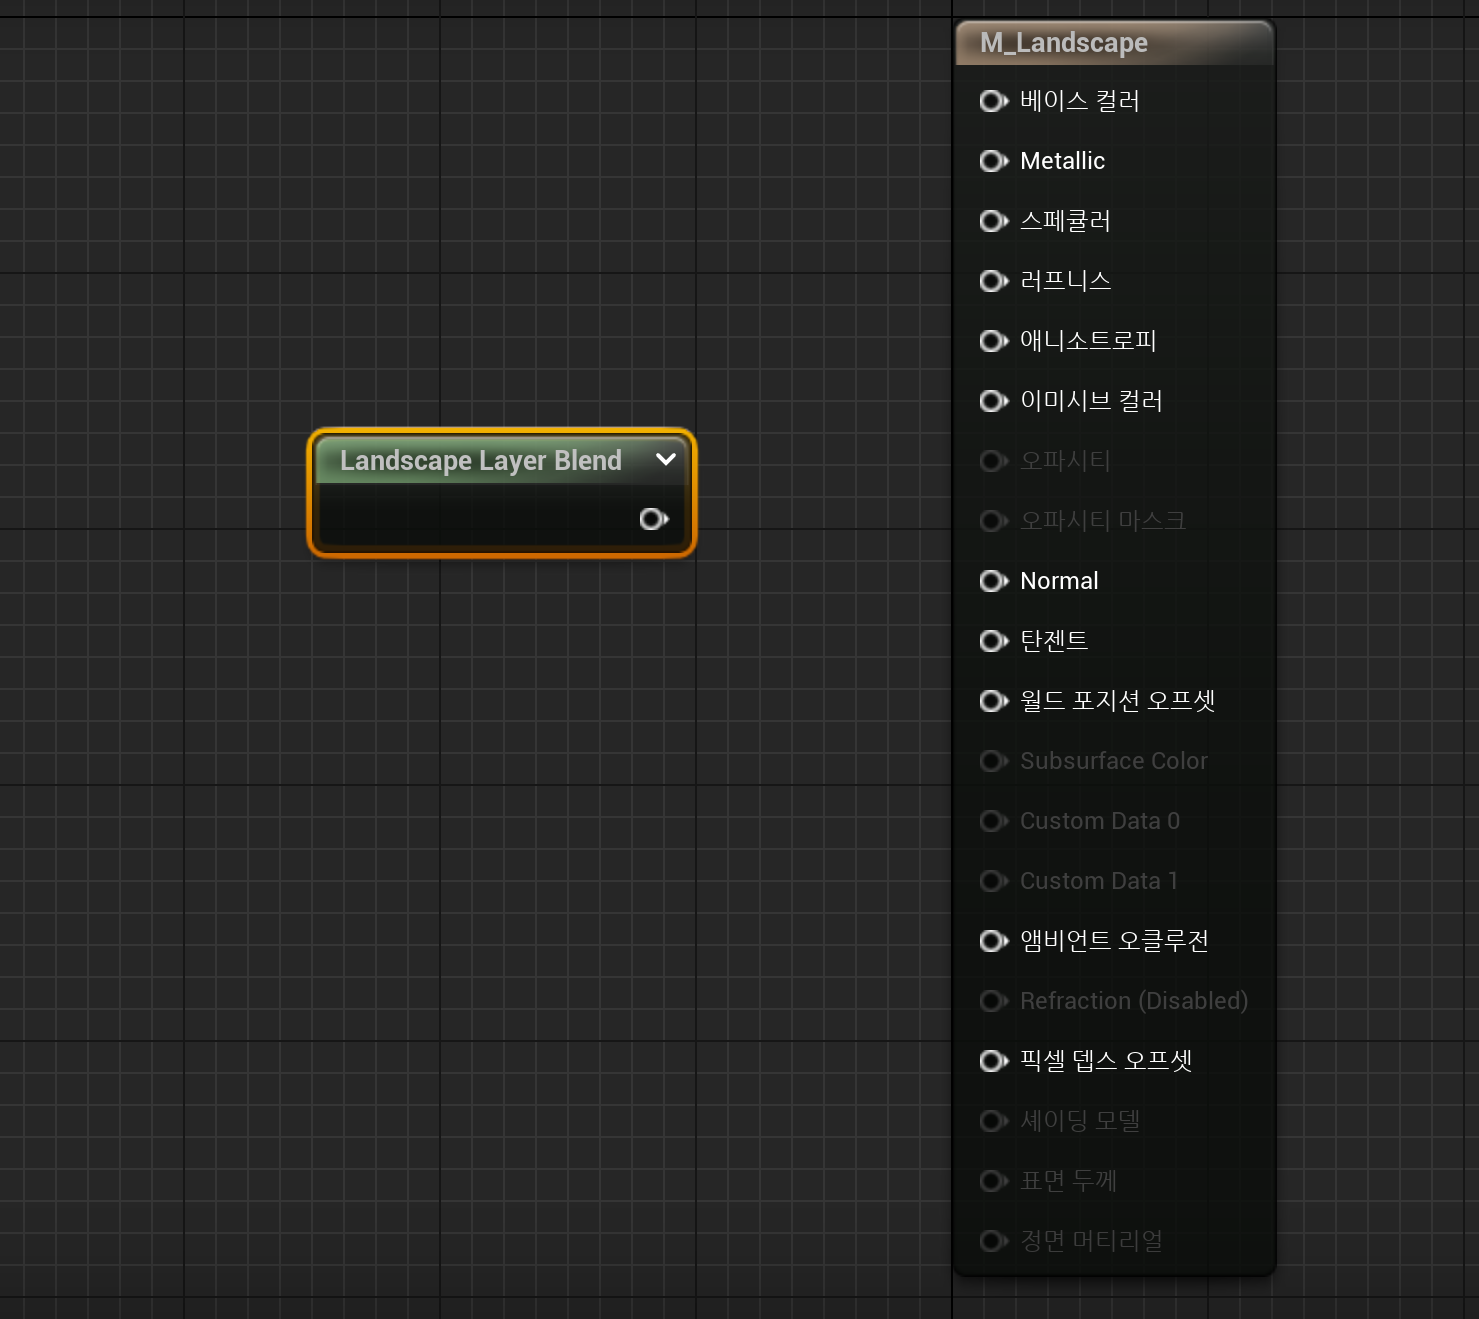 M_Landscape
베이스 컬러
Metallic
스페큘러
러프니스
애니소트로피
이미시브 컬러
Landscape Layer Blend
오파시티
오파시티 마스크
Normal
탄젠트
월드 포지션 오프셋
Subsurface Color
Custom Data 0
Custom Data 1
앰비언트 오클루전
Refraction (Disabled)
픽셀 뎁스 오프셋
셰이딩 모델
표면 두께
정면 머티리얼